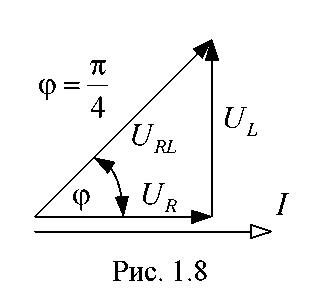 φ = π/4
U_RL
U_L
φ
U_R
I
Рис. 1.8